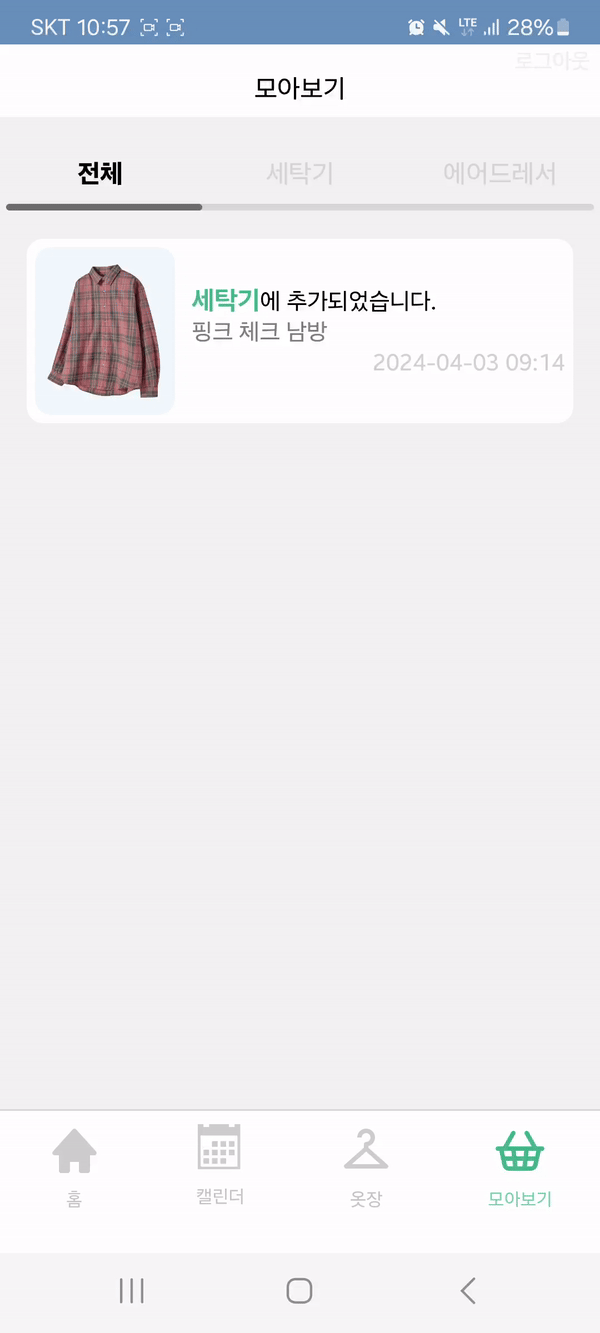 SKT 10:57 LTE 28%
로그아웃
모아보기
전체 세탁기 에어드레서
세탁기에 추가되었습니다.
핑크 체크 남방
2024-04-03 09:14
홈 캘린더 옷장 모아보기